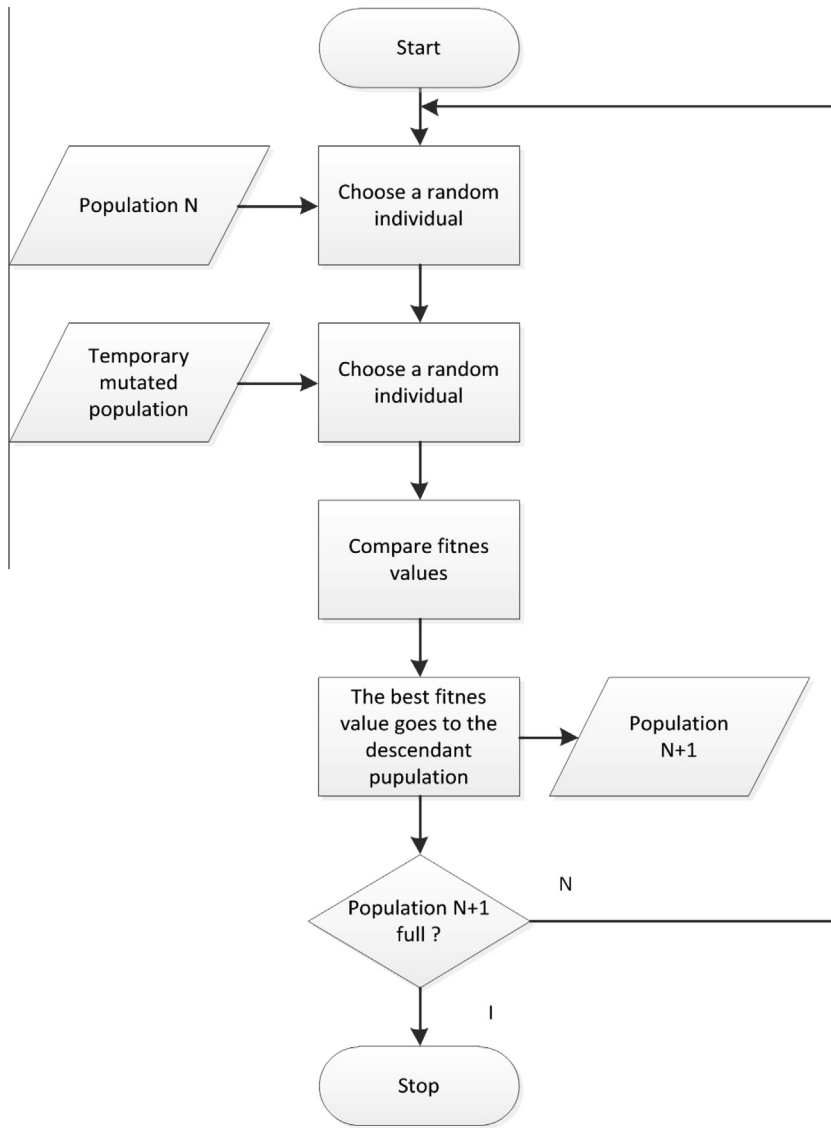 Start
Population N
Choose a random
individual
Temporary
mutated
population
Choose a random
individual
Compare fitnes
values
The best fitnes
value goes to the
descendant
pupulation
Population
N+1
Population N+1
full ?
N
I
Stop